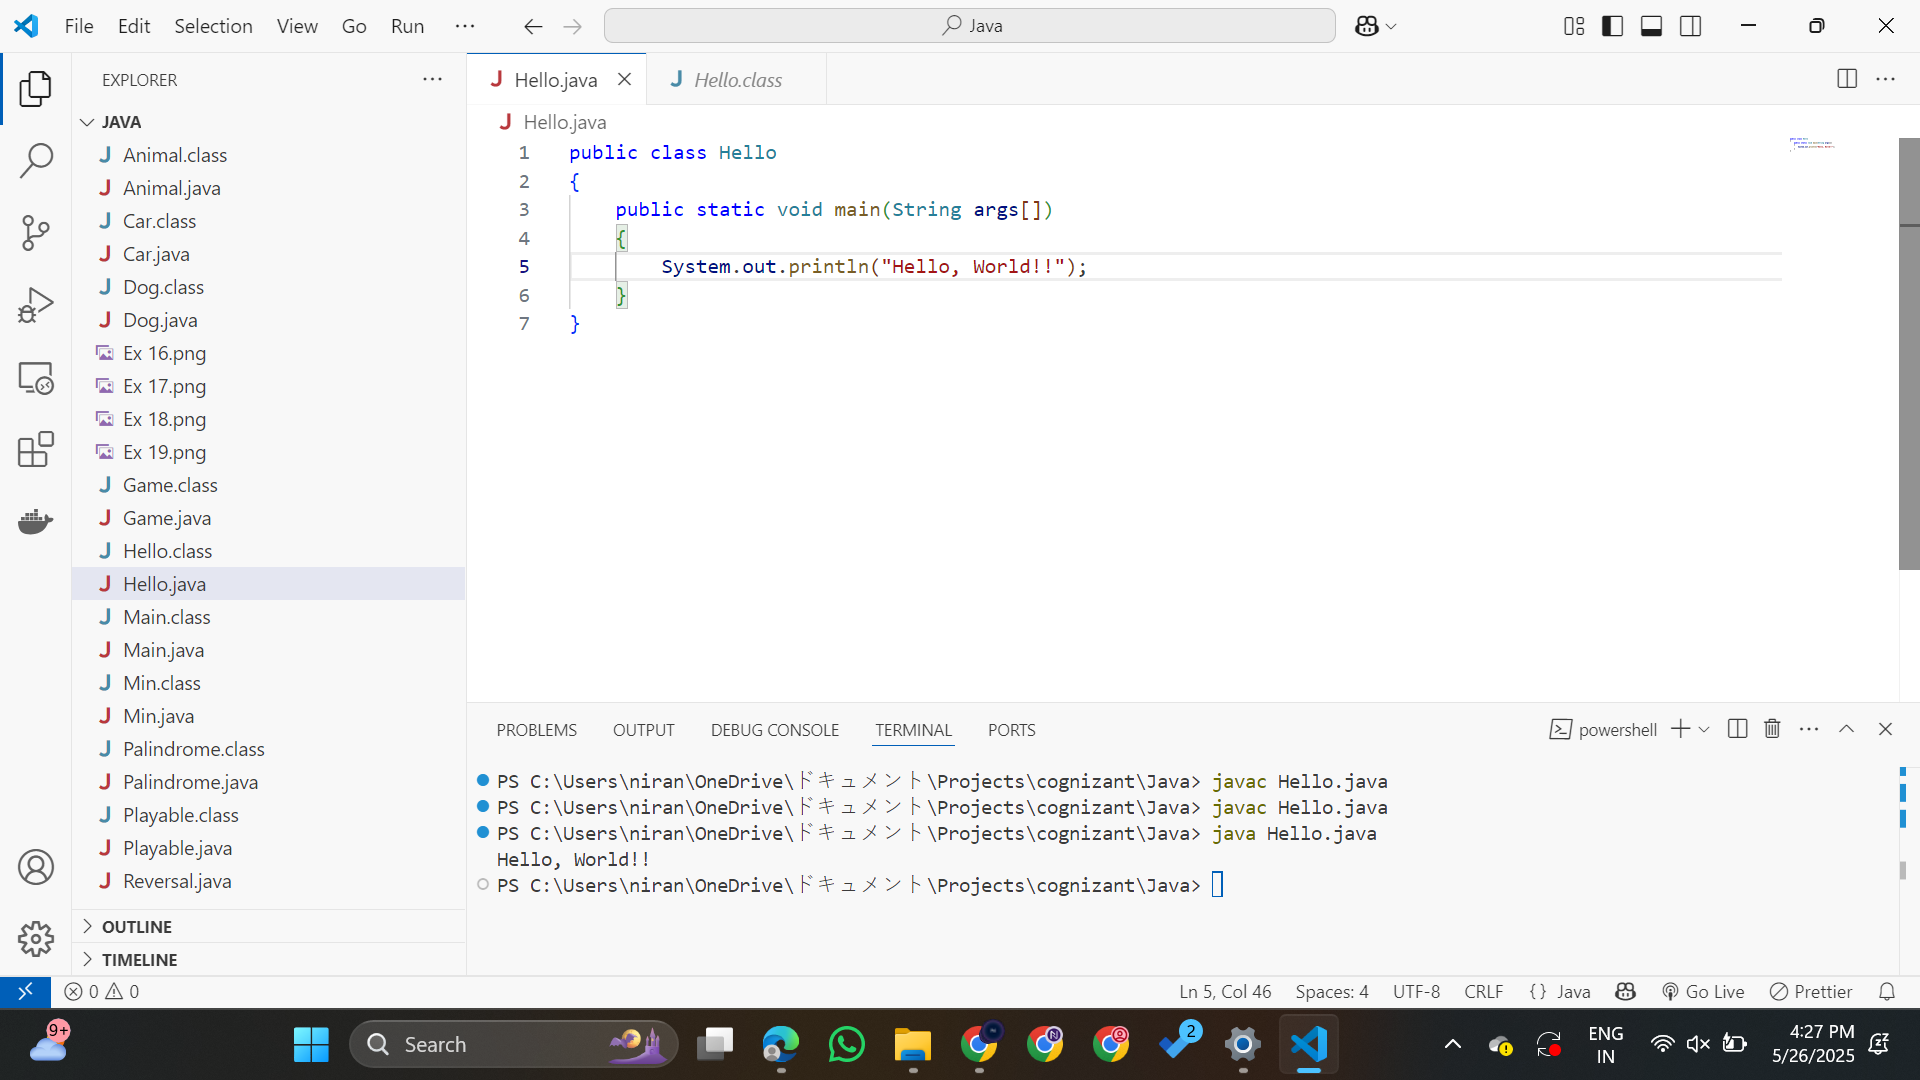 File Edit Selection View Go Run ··· Java
EXPLORER ···
JAVA
Animal.class
Animal.java
Car.class
Car.java
Dog.class
Dog.java
Ex 16.png
Ex 17.png
Ex 18.png
Ex 19.png
Game.class
Game.java
Hello.class
Hello.java
Main.class
Main.java
Min.class
Min.java
Palindrome.class
Palindrome.java
Playable.class
Playable.java
Reversal.java
OUTLINE
TIMELINE
Hello.java Hello.class
Hello.java
1 public class Hello
2 {
3 public static void main(String args[])
4 {
5 System.out.println("Hello, World!!");
6 }
7 }
PROBLEMS OUTPUT DEBUG CONSOLE TERMINAL PORTS powershell
PS C:\Users\niran\OneDrive\ドキュメント\Projects\cognizant\Java> javac Hello.java
PS C:\Users\niran\OneDrive\ドキュメント\Projects\cognizant\Java> javac Hello.java
PS C:\Users\niran\OneDrive\ドキュメント\Projects\cognizant\Java> java Hello.java
Hello, World!!
PS C:\Users\niran\OneDrive\ドキュメント\Projects\cognizant\Java>
0 0 Ln 5, Col 46 Spaces: 4 UTF-8 CRLF {} Java Go Live Prettier
9+ Search N 2 ENG
IN
4:27 PM
5/26/2025